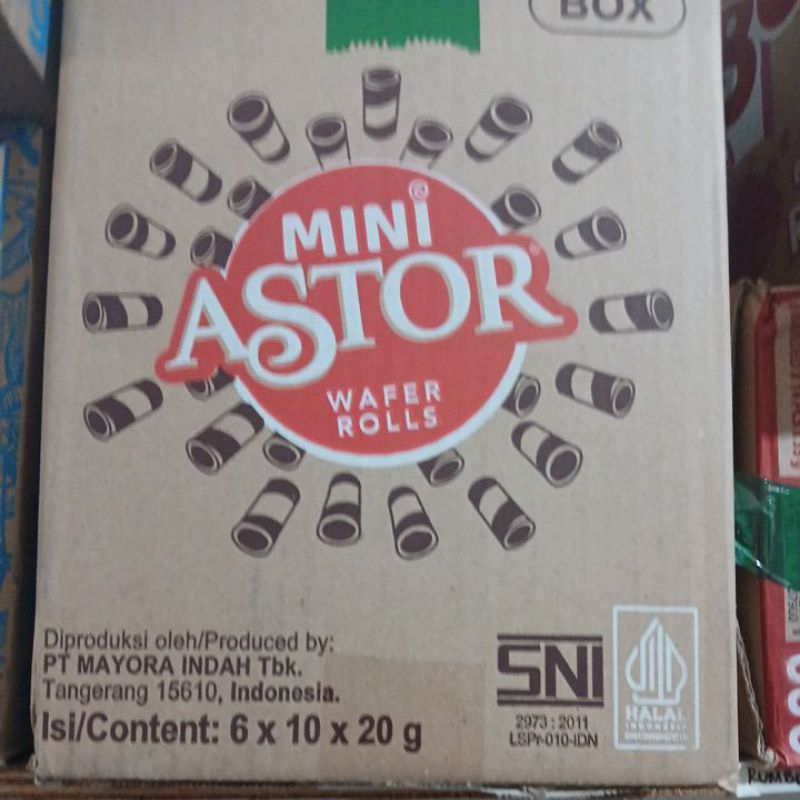 BOX
MINI
ASTOR
WAFER
ROLLS
Diproduksi oleh/Produced by:
PT MAYORA INDAH Tbk.
Tangerang 15610, Indonesia.
Isi/Content: 6 x 10 x 20 g
SNI
2973 : 2011
LSPr-010-IDN
HALAL
INDONESIA